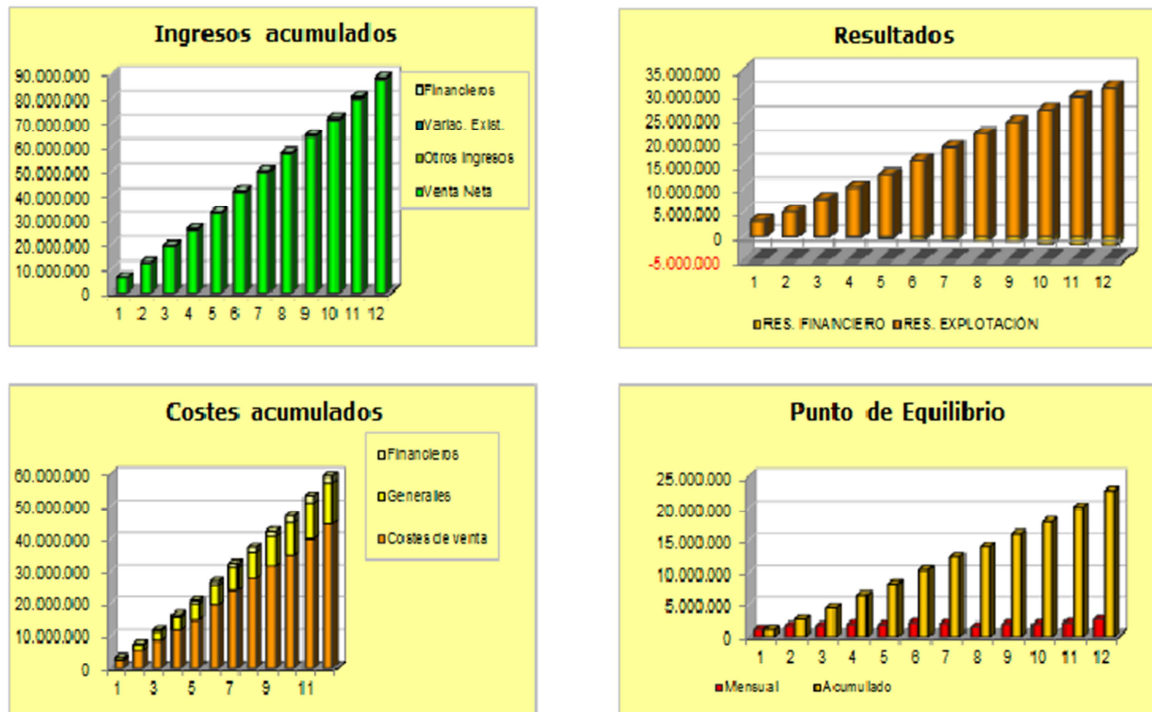 Ingresos acumulados
90.000.000
80.000.000
70.000.000
60.000.000
50.000.000
40.000.000
30.000.000
20.000.000
10.000.000
0
1 2 3 4 5 6 7 8 9 10 11 12
Financieros
Variac. Exist.
Otros Ingresos
Venta Neta
Resultados
35.000.000
30.000.000
25.000.000
20.000.000
15.000.000
10.000.000
5.000.000
0
-5.000.000
1 2 3 4 5 6 7 8 9 10 11 12
RES. FINANCIERO RES. EXPLOTACIÓN
Costes acumulados
60.000.000
50.000.000
40.000.000
30.000.000
20.000.000
10.000.000
0
1 3 5 7 9 11
Financieros
Generales
Costes de venta
Punto de Equilibrio
25.000.000
20.000.000
15.000.000
10.000.000
5.000.000
0
1 2 3 4 5 6 7 8 9 10 11 12
Mensual Acumulado